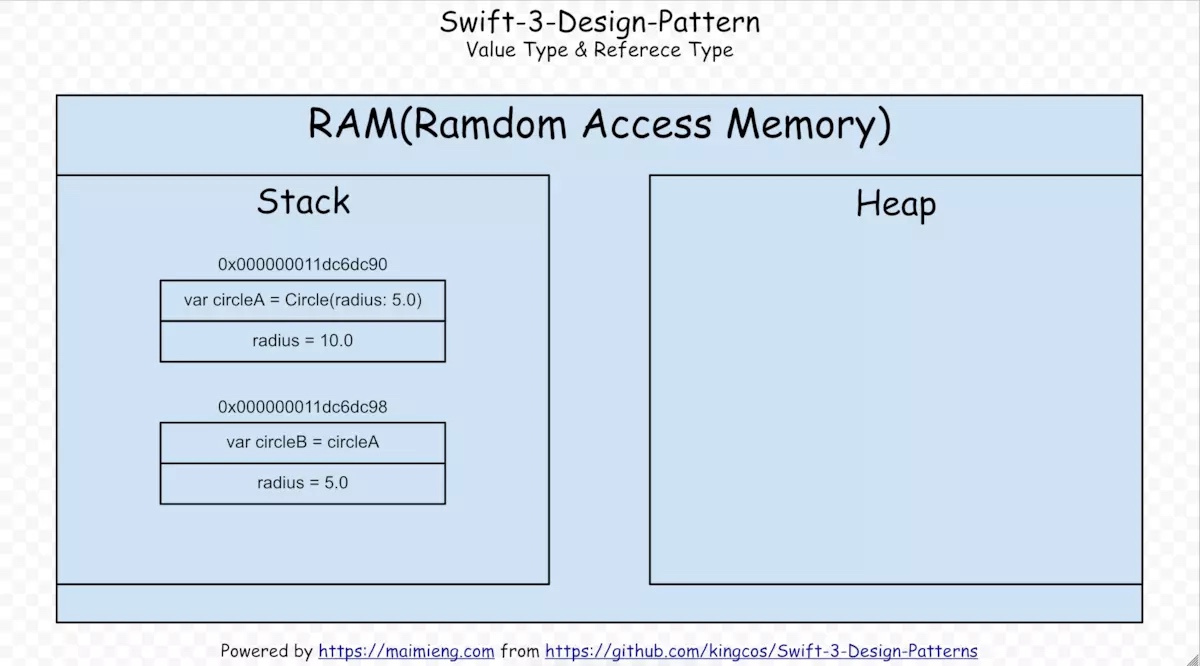 Swift-3-Design-Pattern
Value Type & Referece Type
RAM(Ramdom Access Memory)
Stack
0x000000011dc6dc90
var circleA = Circle(radius: 5.0)
radius = 10.0
0x000000011dc6dc98
var circleB = circleA
radius = 5.0
Heap
Powered by https://maimieng.com from https://github.com/kingcos/Swift-3-Design-Patterns